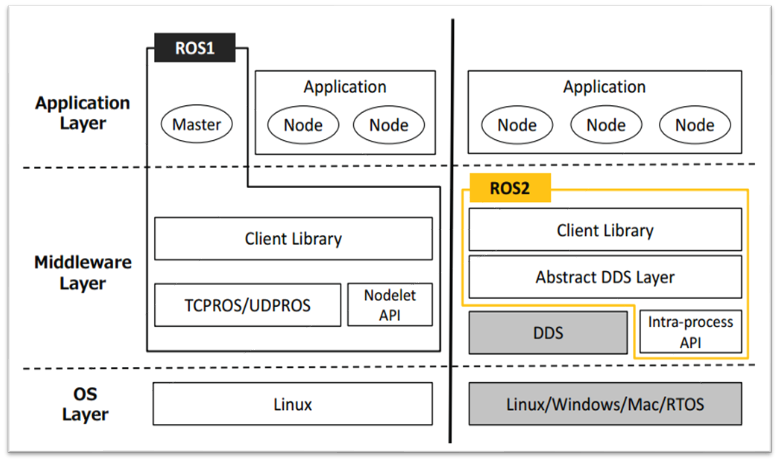 ROS1
Application
Layer
Master
Application
Node
Node
Application
Node
Node
Node
Middleware
Layer
Client Library
TCPROS/UDPROS
Nodelet
API
ROS2
Client Library
Abstract DDS Layer
DDS
Intra-process
API
OS
Layer
Linux
Linux/Windows/Mac/RTOS